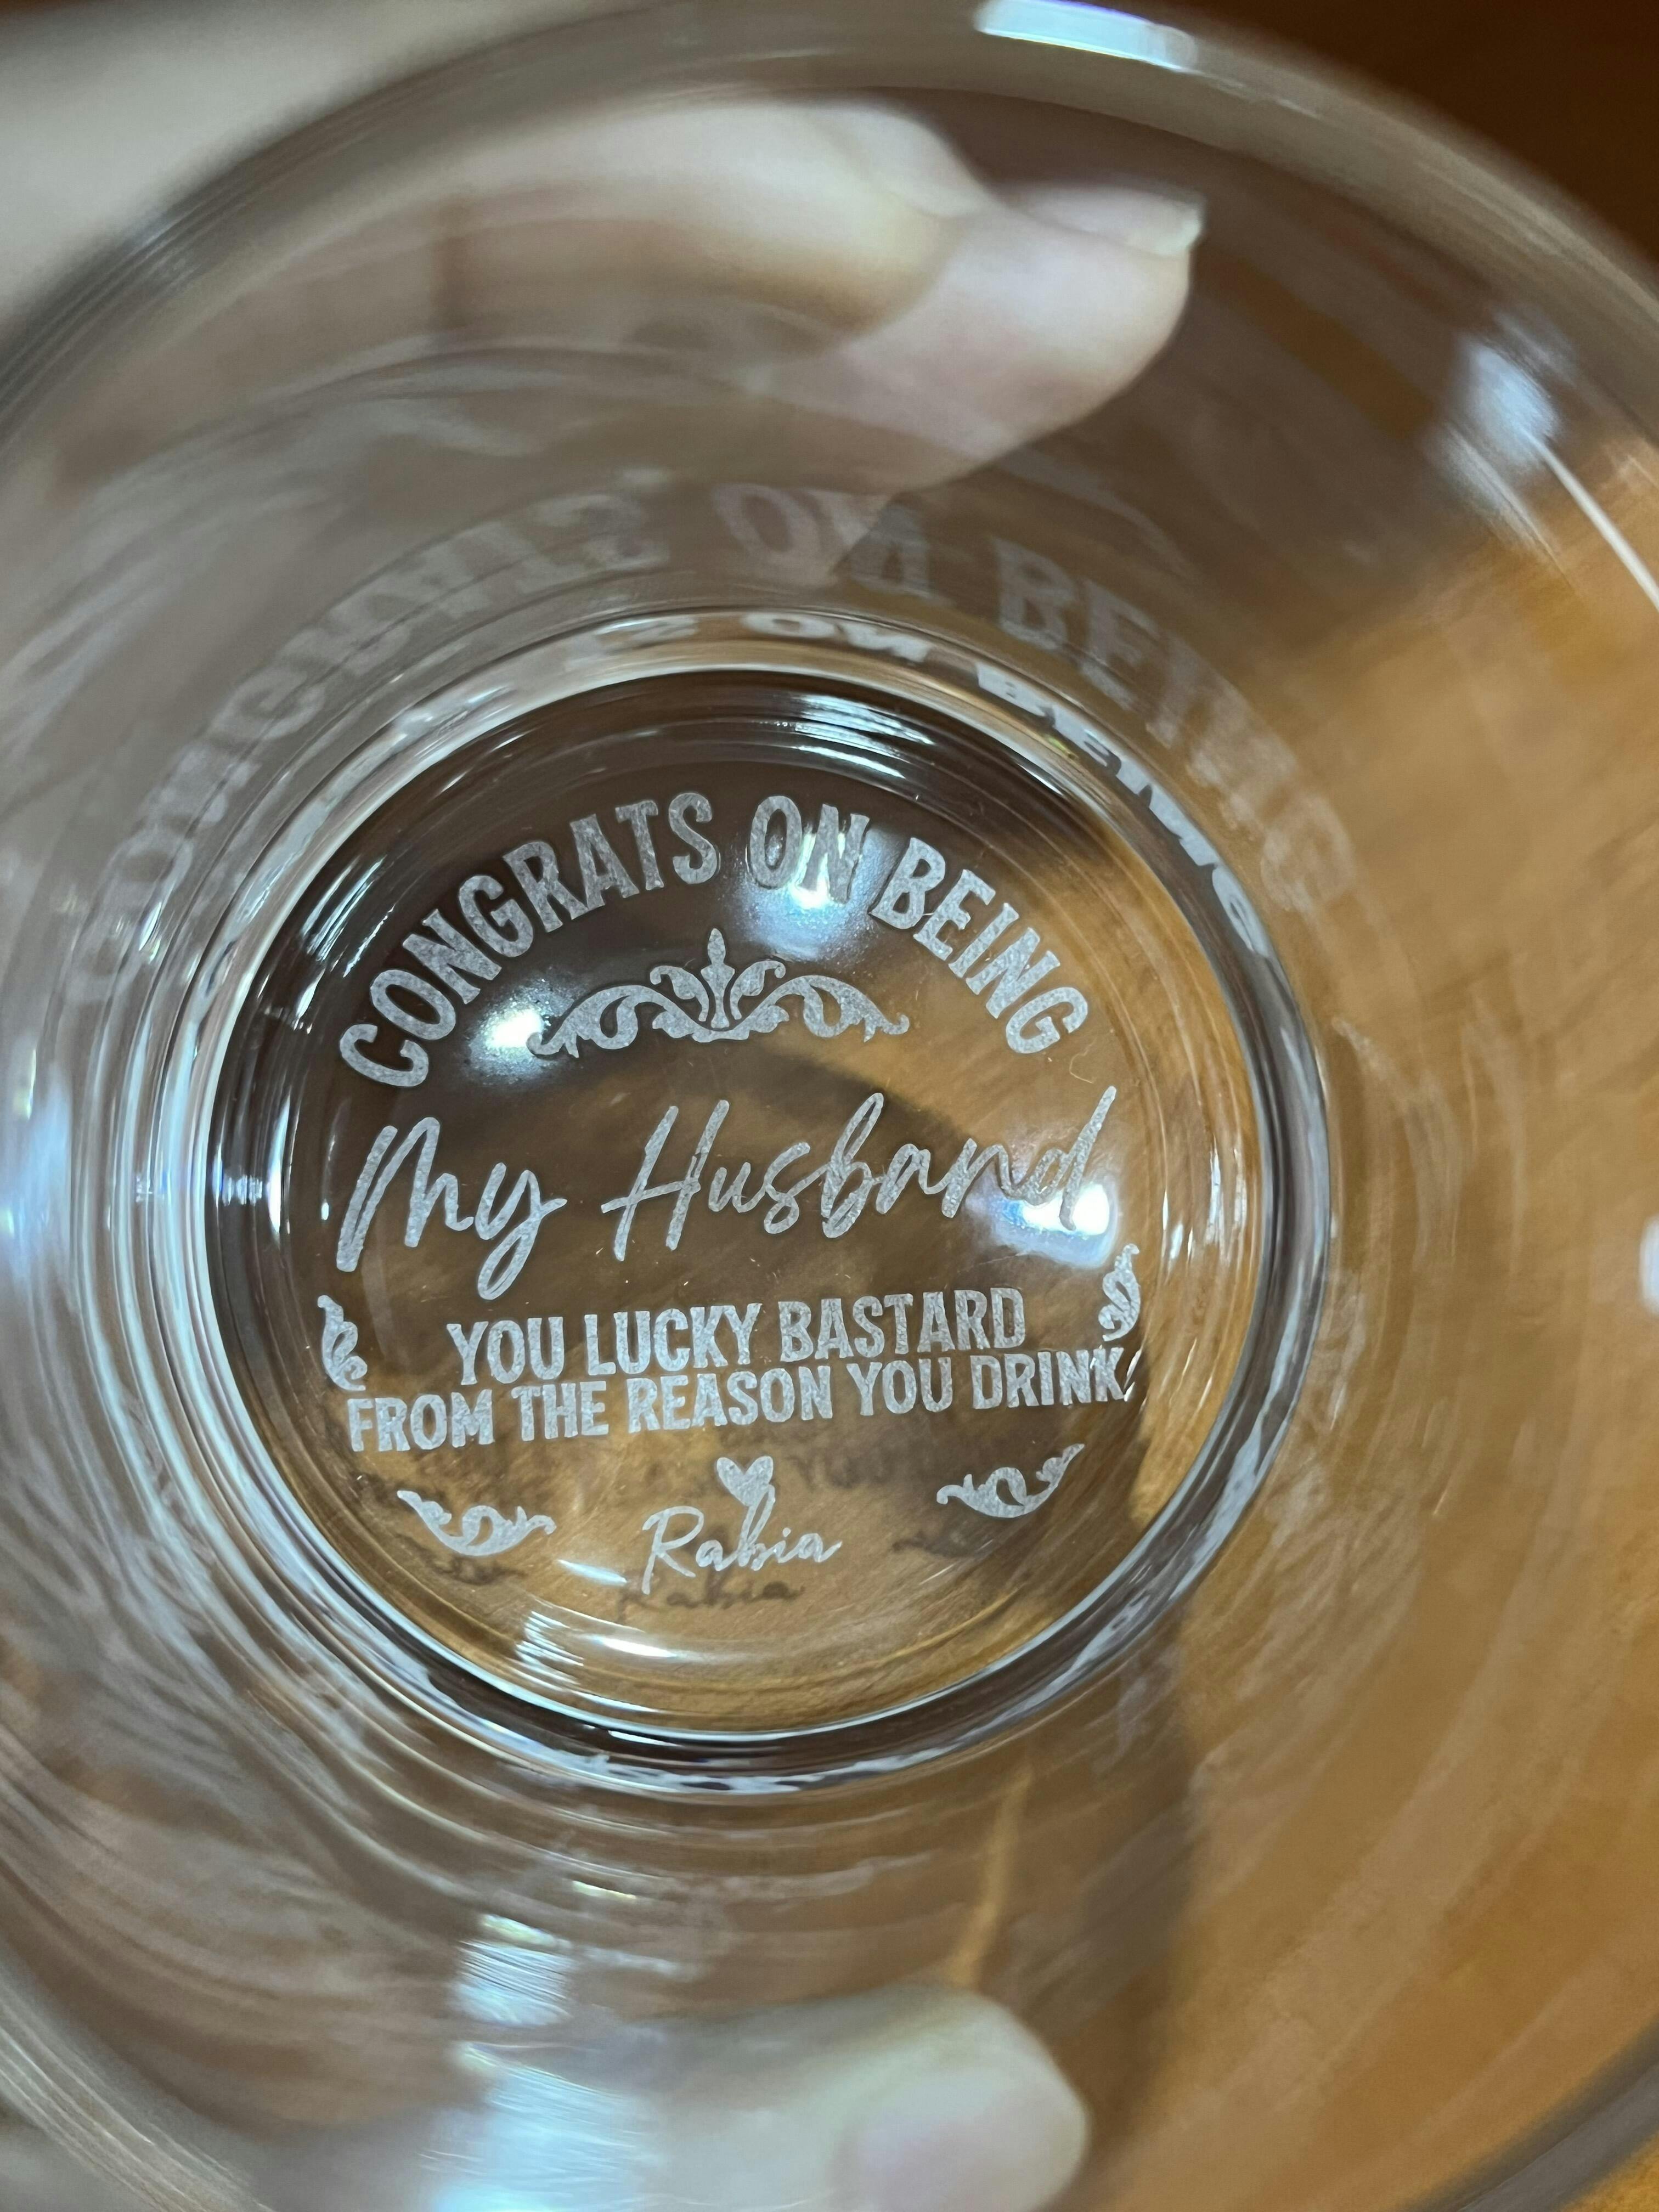 CONGRATS ON BEING
My Husband
YOU LUCKY BASTARD
FROM THE REASON YOU DRINK!
Rabia